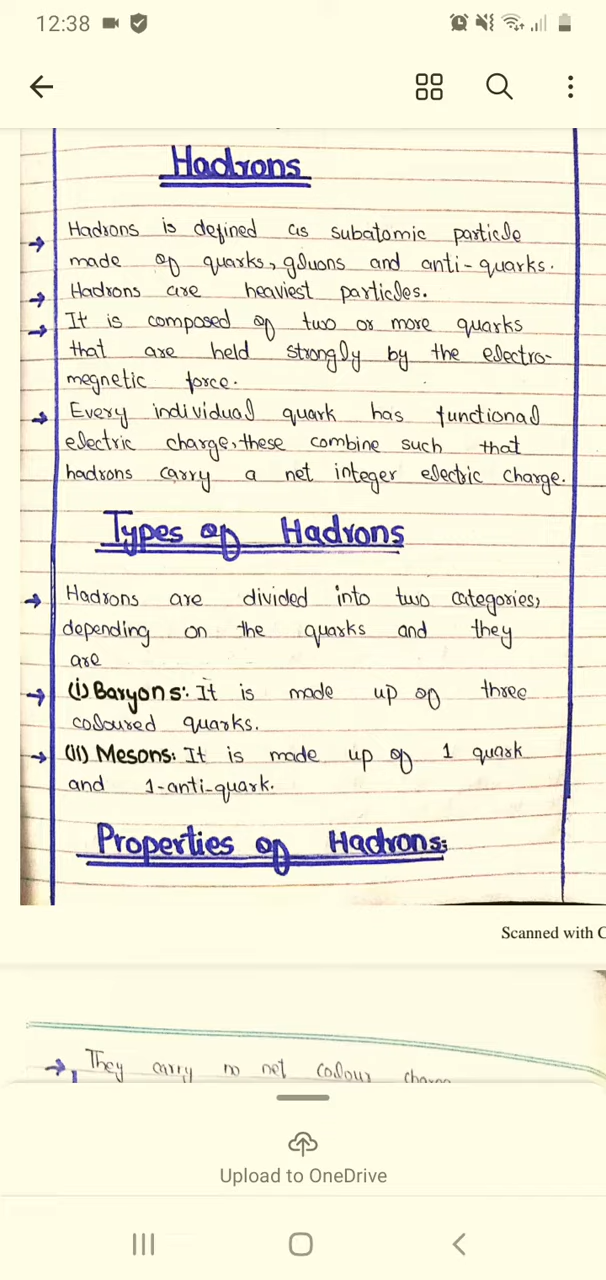 12:38
Hadrons
→ Hadrons is defined as subatomic particle
made of quarks, gluons and anti-quarks.
→ Hadrons are heaviest particles.
→ It is composed of two or more quarks
that are held strongly by the electro-
megnetic force.
→ Every individual quark has functional
electric charge, these combine such that
hadrons carry a net integer electric charge.
Types of Hadrons
→ Hadrons are divided into two categories,
depending on the quarks and they
are
→ (i) Baryons: It is made up of three
coloured quarks.
→ (ii) Mesons: It is made up of 1 quark
and 1-anti-quark.
Properties of Hadrons:
Scanned with C
→ They carry no net colour charge
Upload to OneDrive